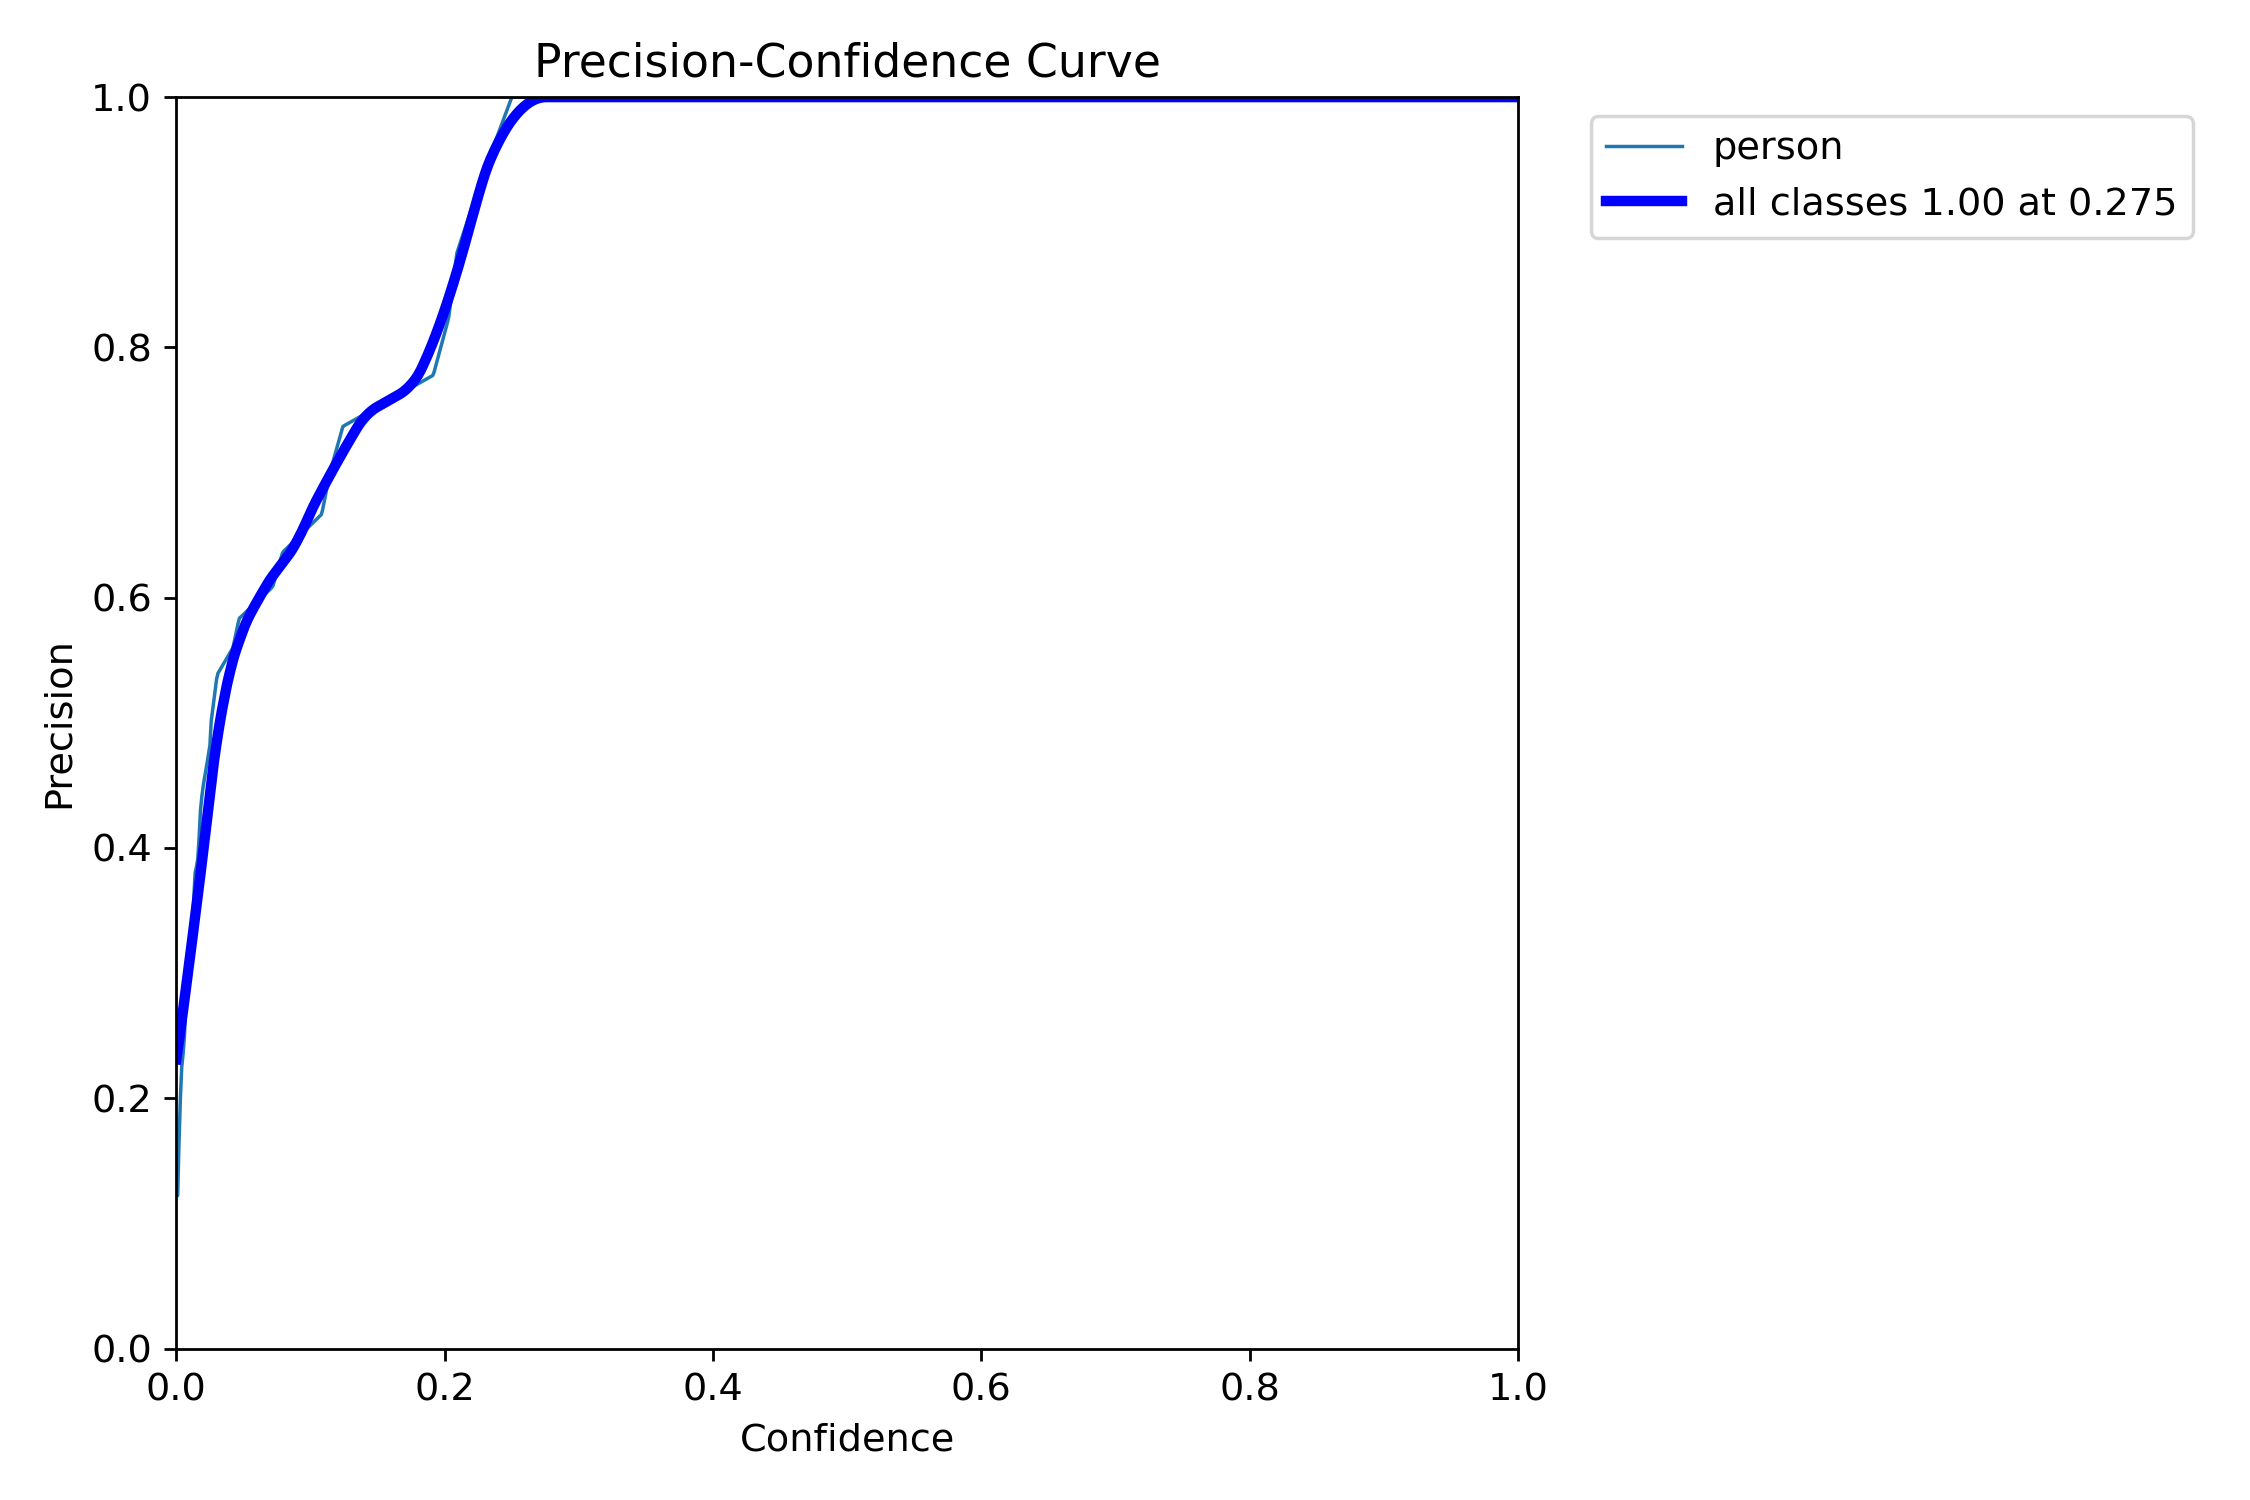 Precision-Confidence Curve
1.0
0.8
0.6
0.4
0.2
0.0
Precision
0.0 0.2 0.4 0.6 0.8 1.0
Confidence
person
all classes 1.00 at 0.275